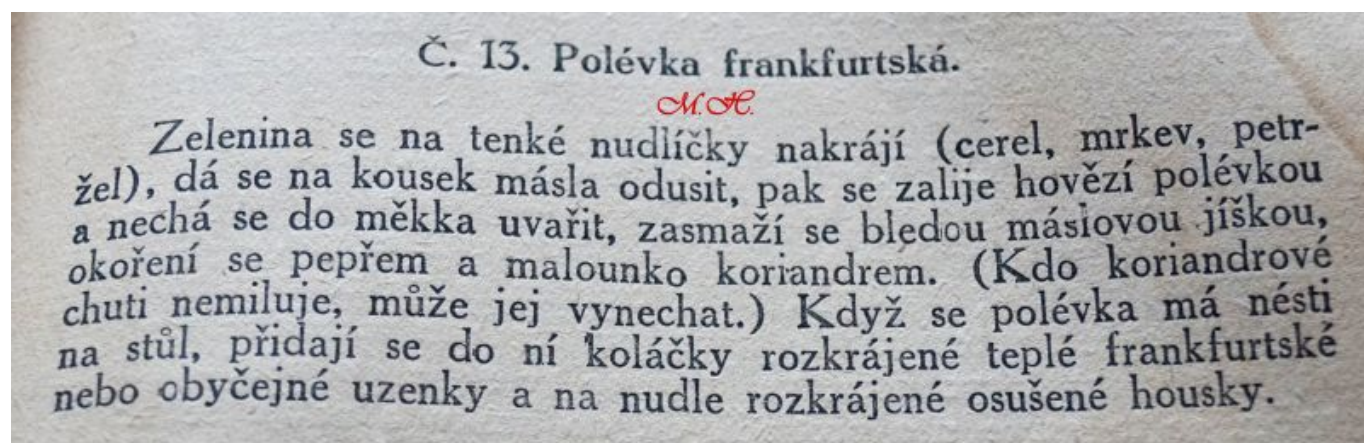 Č. 13. Polévka frankfurtská.
M.H.
Zelenina se na tenké nudlíčky nakrájí (cerel, mrkev, petr-
žel), dá se na kousek másla odusit, pak se zalije hovězí polévkou
a nechá se do měkka uvařit, zasmaží se bledou máslovou jíškou,
okoření se pepřem a malounko koriandrem. (Kdo koriandrové
chuti nemiluje, může jej vynechat.) Když se polévka má nésti
na stůl, přidají se do ní koláčky rozkrájené teplé frankfurtské
nebo obyčejné uzenky a na nudle rozkrájené osušené housky.